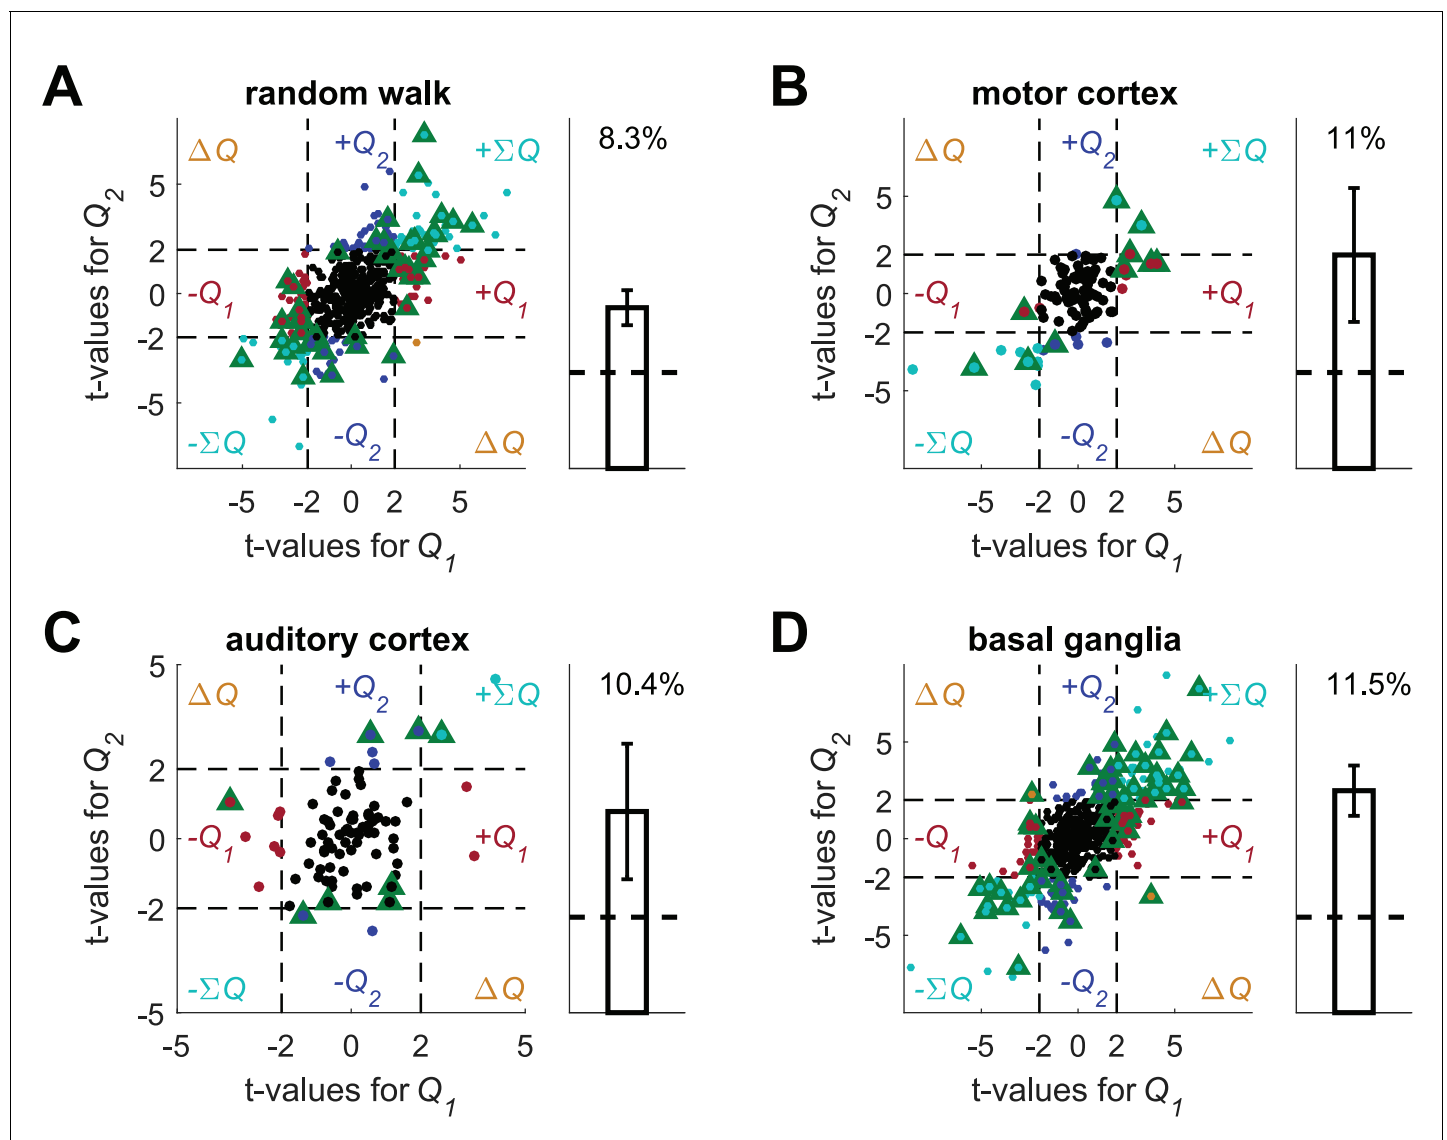 A
random walk
8.3%
ΔQ
+Q2
+ΣQ
-Q1
+Q1
-ΣQ
-Q2
ΔQ
5
2
0
-2
-5
t-values for Q2
-5 -2 0 2 5
t-values for Q1
B
motor cortex
11%
ΔQ
+Q2
+ΣQ
-Q1
+Q1
-ΣQ
-Q2
ΔQ
5
2
0
-2
-5
t-values for Q2
-5 -2 0 2 5
t-values for Q1
C
auditory cortex
10.4%
ΔQ
+Q2
+ΣQ
-Q1
+Q1
-ΣQ
-Q2
ΔQ
5
2
0
-2
-5
t-values for Q2
-5 -2 0 2 5
t-values for Q1
D
basal ganglia
11.5%
ΔQ
+Q2
+ΣQ
-Q1
+Q1
-ΣQ
-Q2
ΔQ
5
2
0
-2
-5
t-values for Q2
-5 -2 0 2 5
t-values for Q1